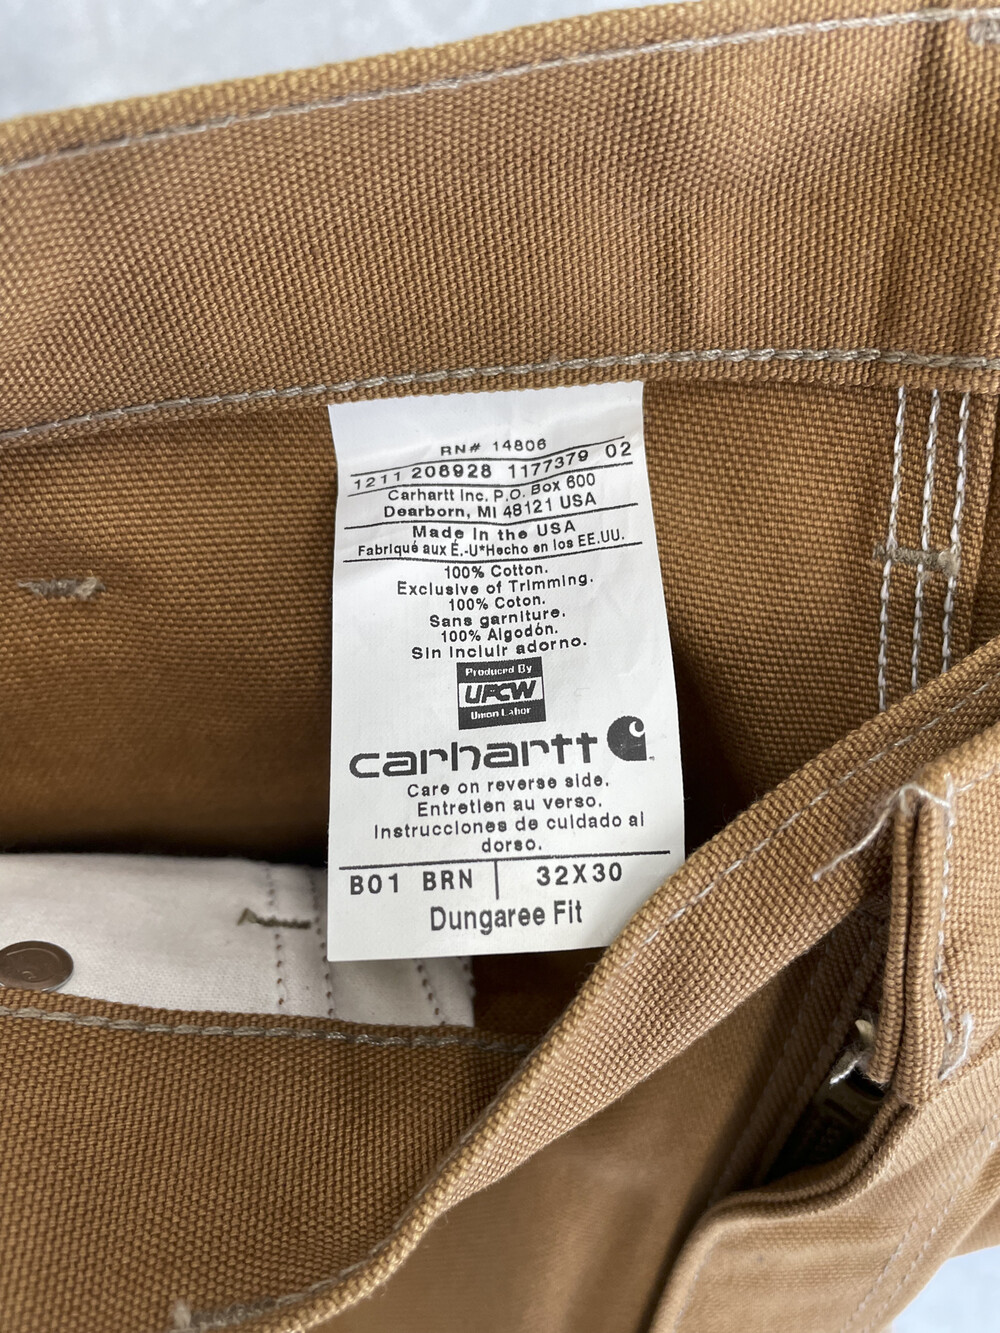 RN# 14806
1211 206928 1177379 02
Carhartt Inc. P.O. Box 600
Dearborn, MI 48121 USA
Made in the USA
Fabriqué aux É.-U*Hecho en los EE.UU.
100% Cotton.
Exclusive of Trimming.
100% Coton.
Sans garniture.
100% Algodón.
Sin incluir adorno.
Produced By
UFCW
Union Labor
carhartt
Care on reverse side.
Entretien au verso.
Instrucciones de cuidado al
dorso.
B01 BRN | 32X30
Dungaree Fit